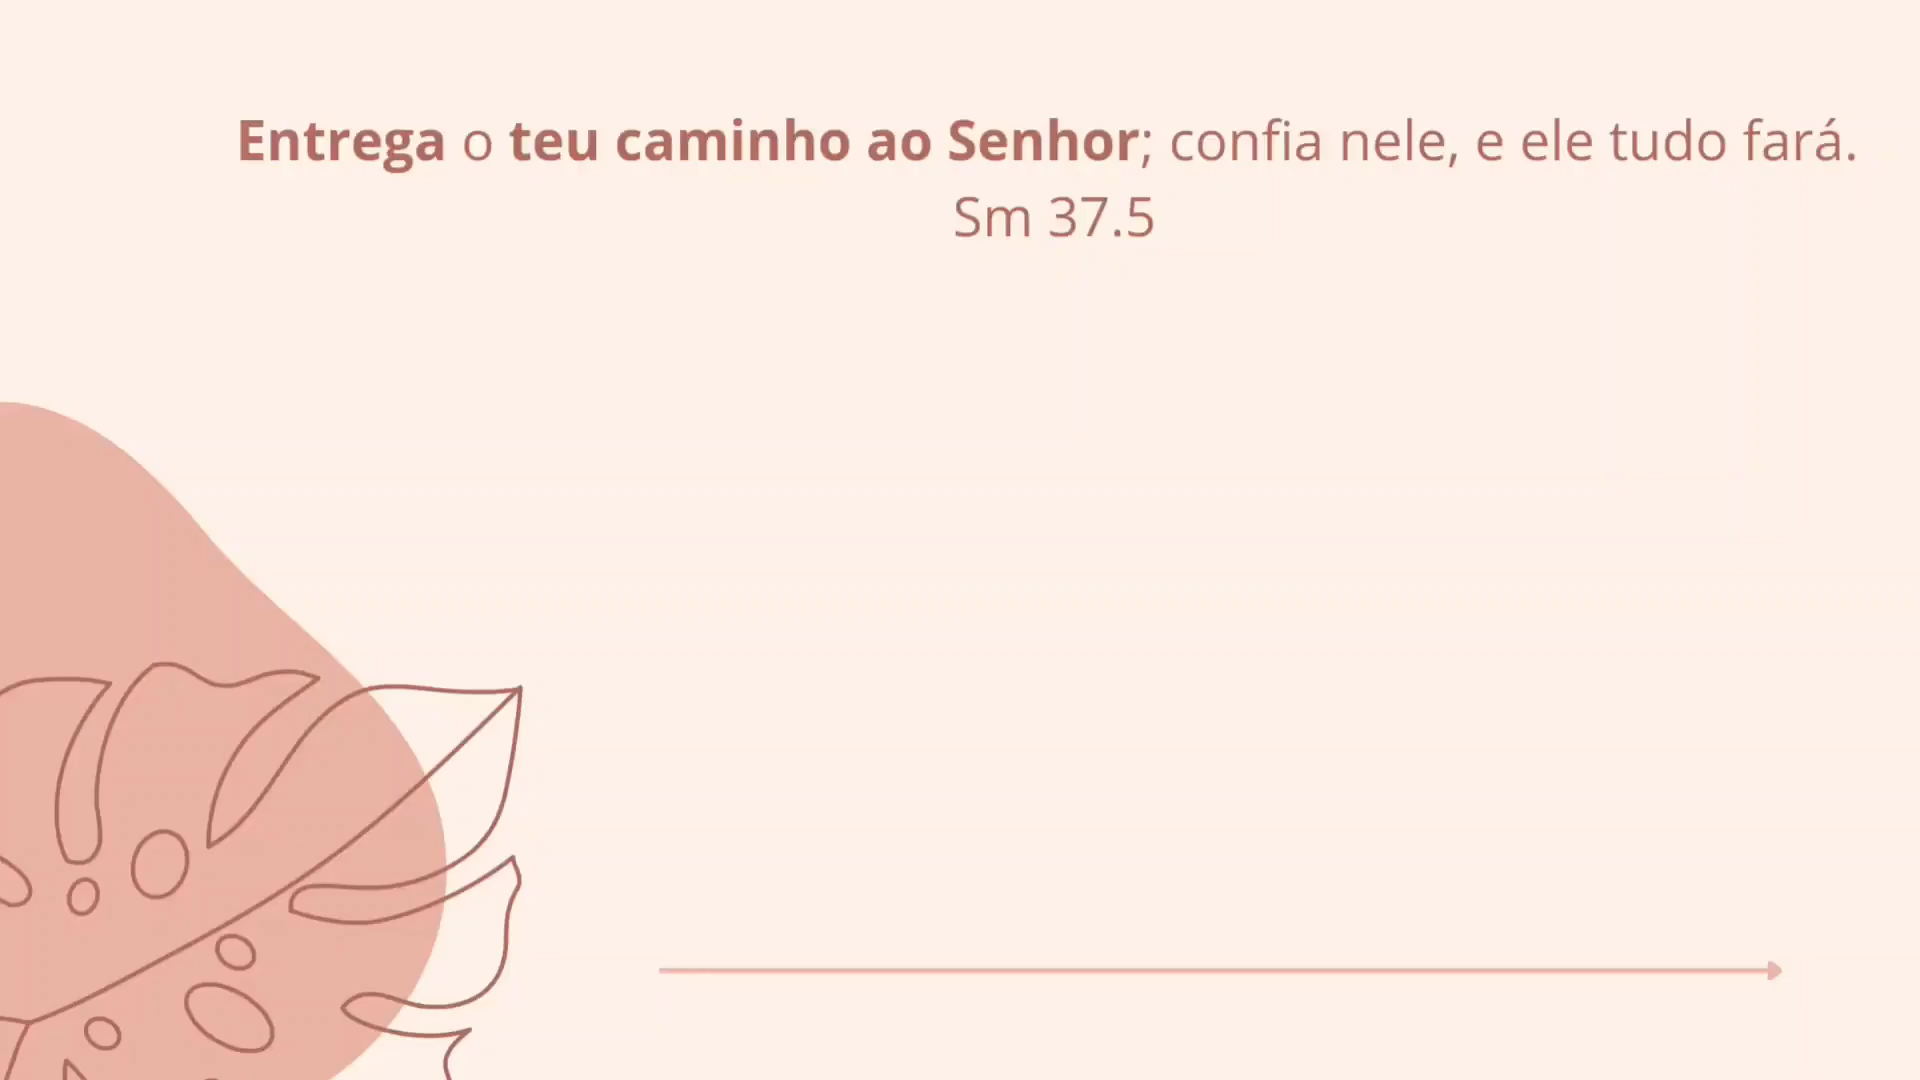 Entrega o teu caminho ao Senhor; confia nele, e ele tudo fará.
Sm 37.5